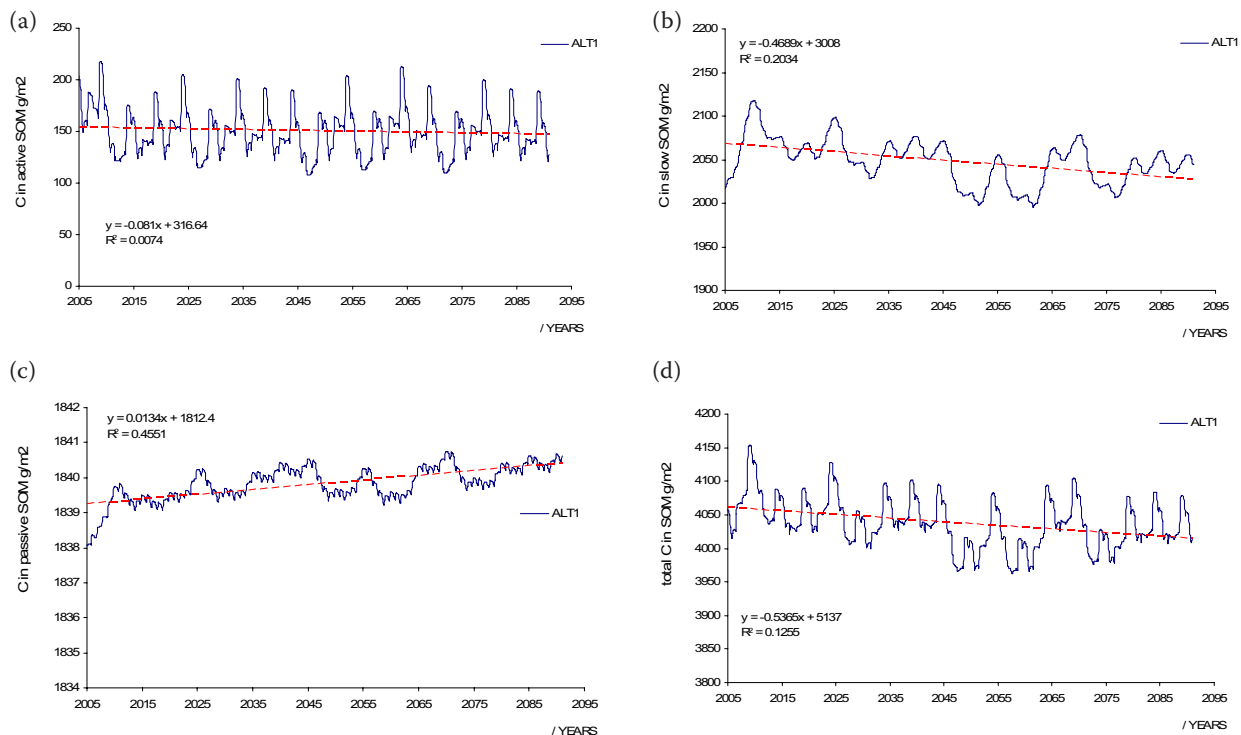 (a)
250
200
150
100
50
0
C in active SOM g/m2
ALT1
y = -0.081x + 316.64
R² = 0.0074
2005 2015 2025 2035 2045 2055 2065 2075 2085 2095
/ YEARS
(b)
2200
2150
2100
2050
2000
1950
1900
C in slow SOM g/m2
y = -0.4689x + 3008
R² = 0.2034
ALT1
2005 2015 2025 2035 2045 2055 2065 2075 2085 2095
/ YEARS
(c)
1842
1841
1840
1839
1838
1837
1836
1835
1834
C in passive SOM g/m2
y = 0.0134x + 1812.4
R² = 0.4551
ALT1
2005 2015 2025 2035 2045 2055 2065 2075 2085 2095
/ YEARS
(d)
4200
4150
4100
4050
4000
3950
3900
3850
3800
total C in SOM g/m2
ALT1
y = -0.5365x + 5137
R² = 0.1255
2005 2015 2025 2035 2045 2055 2065 2075 2085 2095
/ YEARS